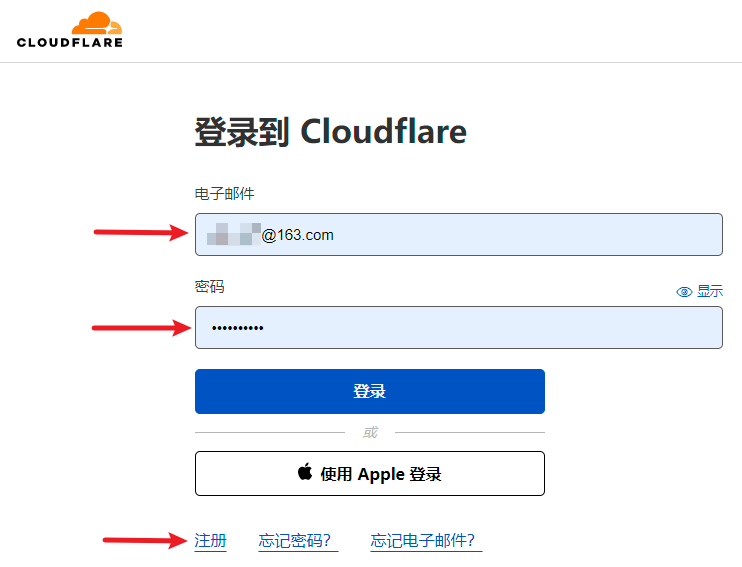 CLOUDFLARE
登录到 Cloudflare
电子邮件
@163.com
密码
显示
••••••••••
登录
或
使用 Apple 登录
注册 忘记密码? 忘记电子邮件?